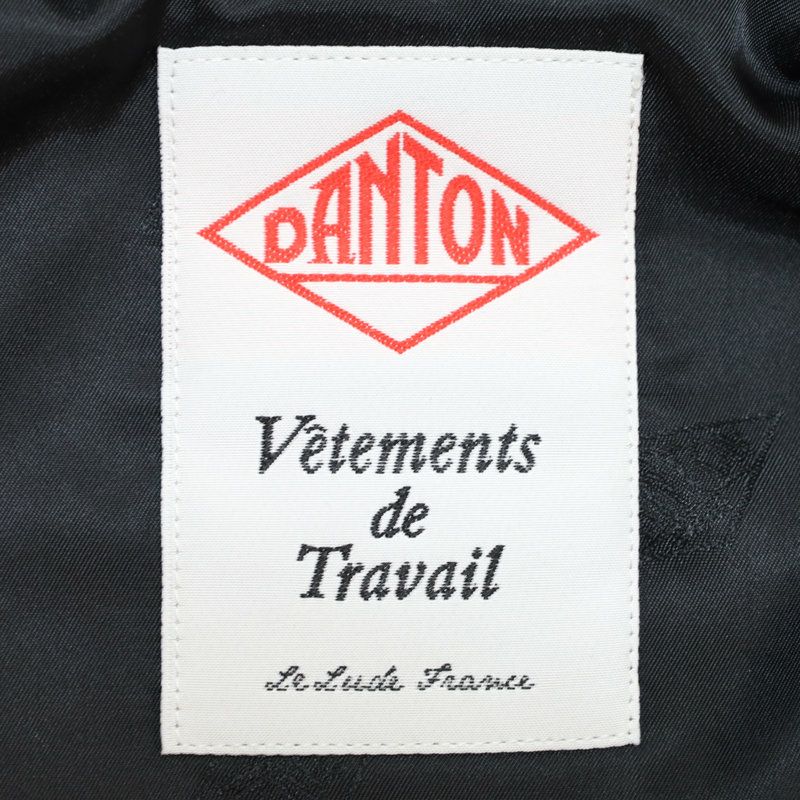 DANTON
Vêtements
de
Travail
Le Lude France